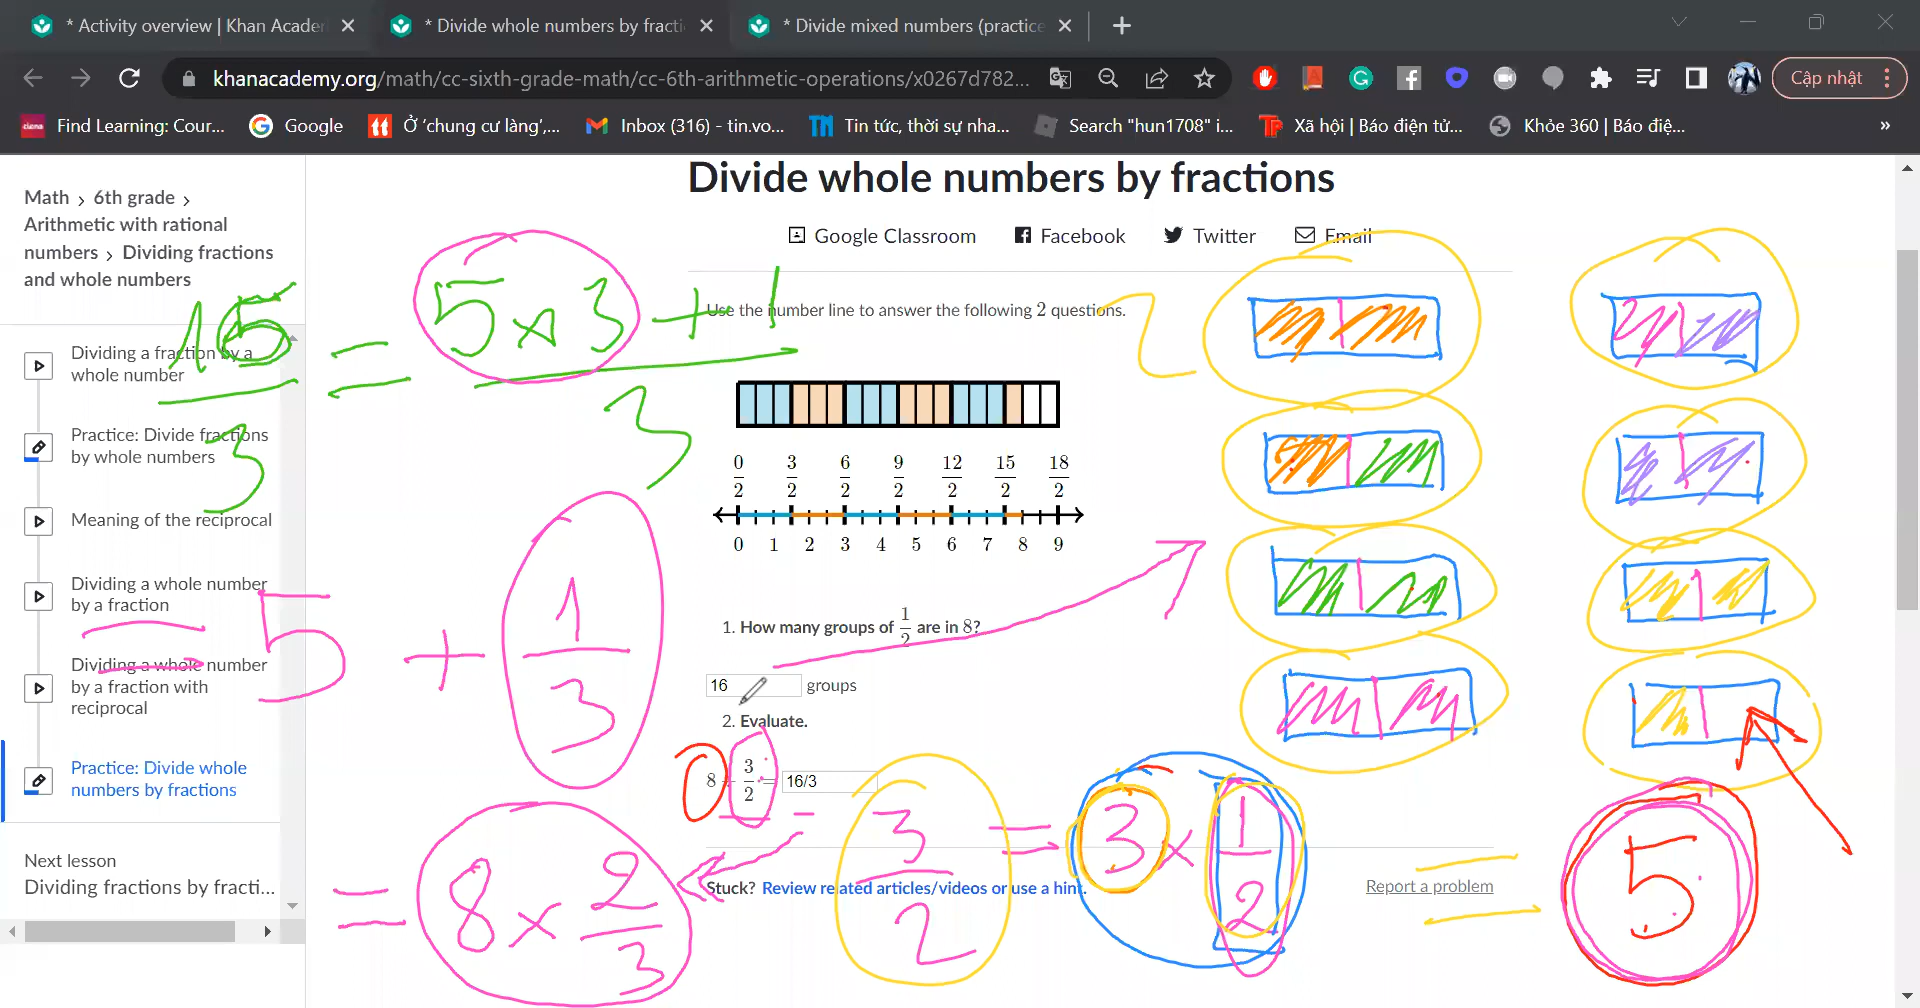 * Activity overview | Khan Acade
* Divide whole numbers by fracti
* Divide mixed numbers (practice
khanacademy.org/math/cc-sixth-grade-math/cc-6th-arithmetic-operations/x0267d782...
Cập nhật
ciena
Find Learning: Cour...
Google
Ở ‘chung cư làng’,...
Inbox (316) - tin.vo...
TN
Tin tức, thời sự nha...
Search "hun1708" i...
TP
Xã hội | Báo điện tử...
Khỏe 360 | Báo điệ...
»
Math > 6th grade >
Arithmetic with rational
numbers > Dividing fractions
and whole numbers
Dividing a fraction by a
whole number
Practice: Divide fractions
by whole numbers
Meaning of the reciprocal
Dividing a whole number
by a fraction
Dividing a whole number
by a fraction with
reciprocal
Practice: Divide whole
numbers by fractions
Next lesson
Dividing fractions by fracti...
Divide whole numbers by fractions
Google Classroom Facebook Twitter Email
Use the number line to answer the following 2 questions.
0/2 3/2 6/2 9/2 12/2 15/2 18/2
0 1 2 3 4 5 6 7 8 9
1. How many groups of 1/2 are in 8?
16 groups
2. Evaluate.
8 ÷ 3/2 = 16/3
Stuck? Review related articles/videos or use a hint.
Report a problem
= 5 x 3 + 1
3
3
2
5 + 1/3
= 8 x 2/3
3/2 = 3 x 1/2
= 5